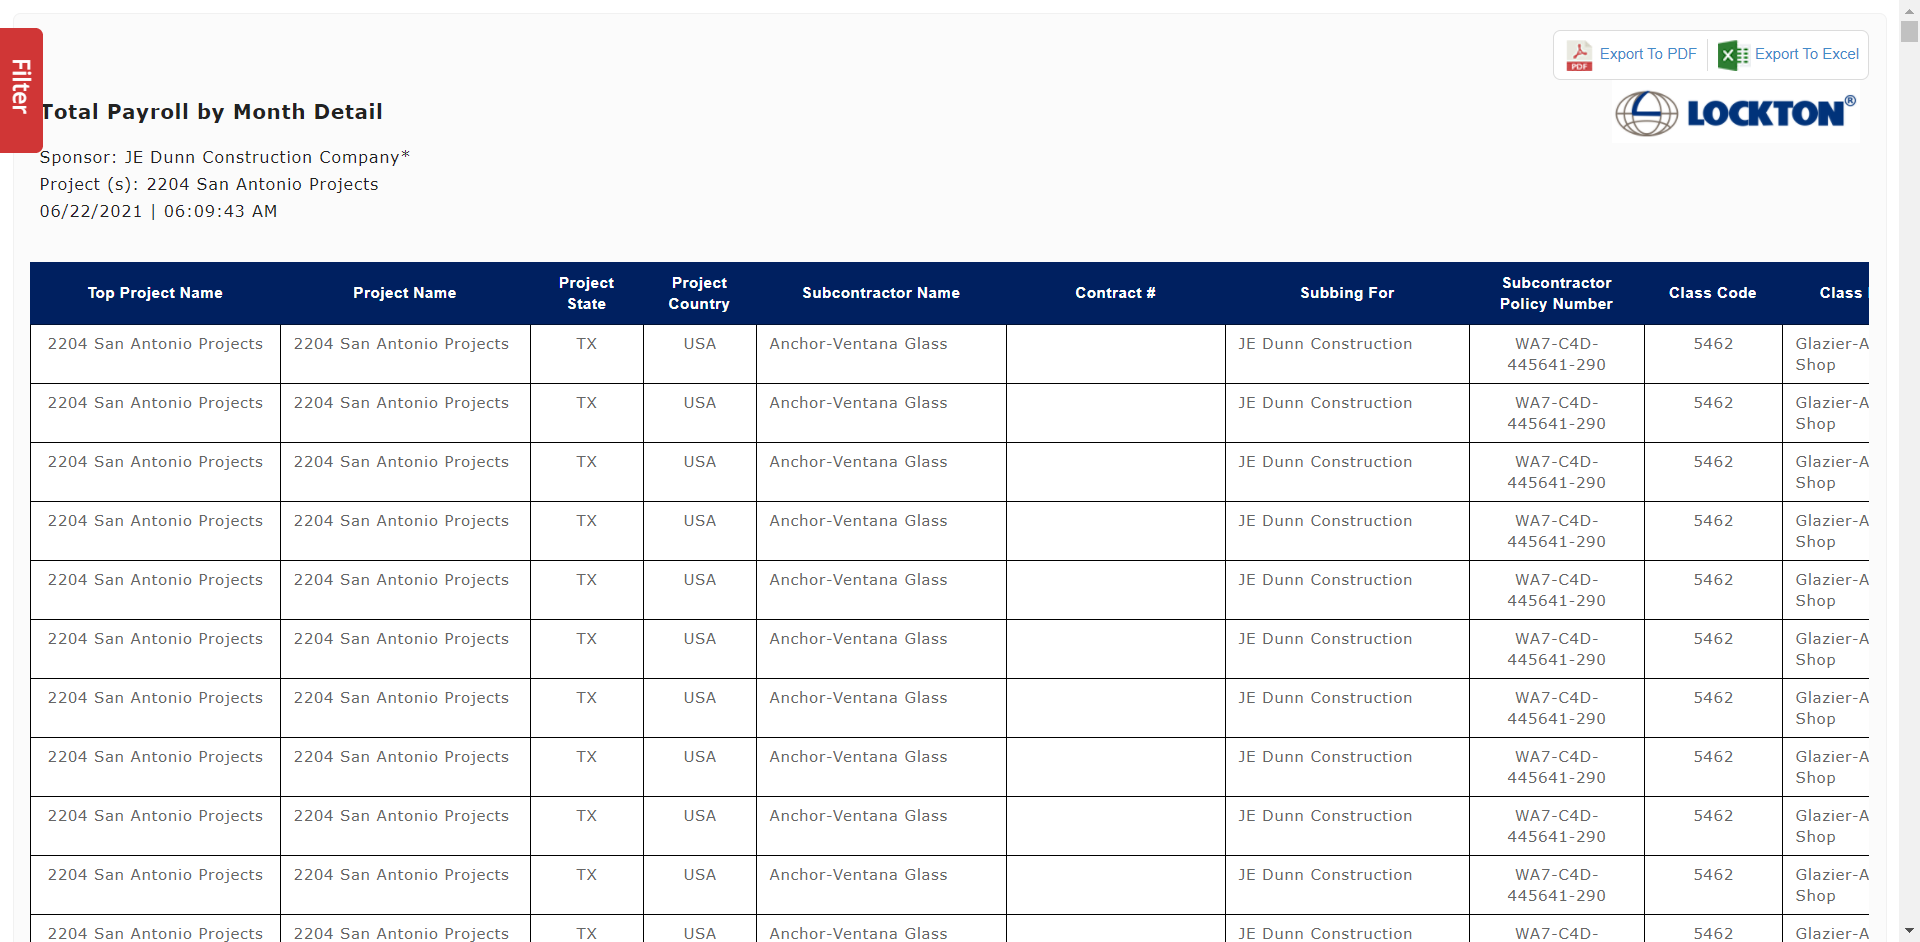 Filter
Export To PDF
Export To Excel
LOCKTON®
Total Payroll by Month Detail
Sponsor: JE Dunn Construction Company*
Project (s): 2204 San Antonio Projects
06/22/2021 | 06:09:43 AM
Top Project Name Project Name Project State Project Country Subcontractor Name Contract # Subbing For Subcontractor Policy Number Class Code Class
2204 San Antonio Projects 2204 San Antonio Projects TX USA Anchor-Ventana Glass JE Dunn Construction WA7-C4D-445641-290 5462 Glazier-A Shop
2204 San Antonio Projects 2204 San Antonio Projects TX USA Anchor-Ventana Glass JE Dunn Construction WA7-C4D-445641-290 5462 Glazier-A Shop
2204 San Antonio Projects 2204 San Antonio Projects TX USA Anchor-Ventana Glass JE Dunn Construction WA7-C4D-445641-290 5462 Glazier-A Shop
2204 San Antonio Projects 2204 San Antonio Projects TX USA Anchor-Ventana Glass JE Dunn Construction WA7-C4D-445641-290 5462 Glazier-A Shop
2204 San Antonio Projects 2204 San Antonio Projects TX USA Anchor-Ventana Glass JE Dunn Construction WA7-C4D-445641-290 5462 Glazier-A Shop
2204 San Antonio Projects 2204 San Antonio Projects TX USA Anchor-Ventana Glass JE Dunn Construction WA7-C4D-445641-290 5462 Glazier-A Shop
2204 San Antonio Projects 2204 San Antonio Projects TX USA Anchor-Ventana Glass JE Dunn Construction WA7-C4D-445641-290 5462 Glazier-A Shop
2204 San Antonio Projects 2204 San Antonio Projects TX USA Anchor-Ventana Glass JE Dunn Construction WA7-C4D-445641-290 5462 Glazier-A Shop
2204 San Antonio Projects 2204 San Antonio Projects TX USA Anchor-Ventana Glass JE Dunn Construction WA7-C4D-445641-290 5462 Glazier-A Shop
2204 San Antonio Projects 2204 San Antonio Projects TX USA Anchor-Ventana Glass JE Dunn Construction WA7-C4D-445641-290 5462 Glazier-A Shop
2204 San Antonio Projects 2204 San Antonio Projects TX USA Anchor-Ventana Glass JE Dunn Construction WA7-C4D- 5462 Glazier-A